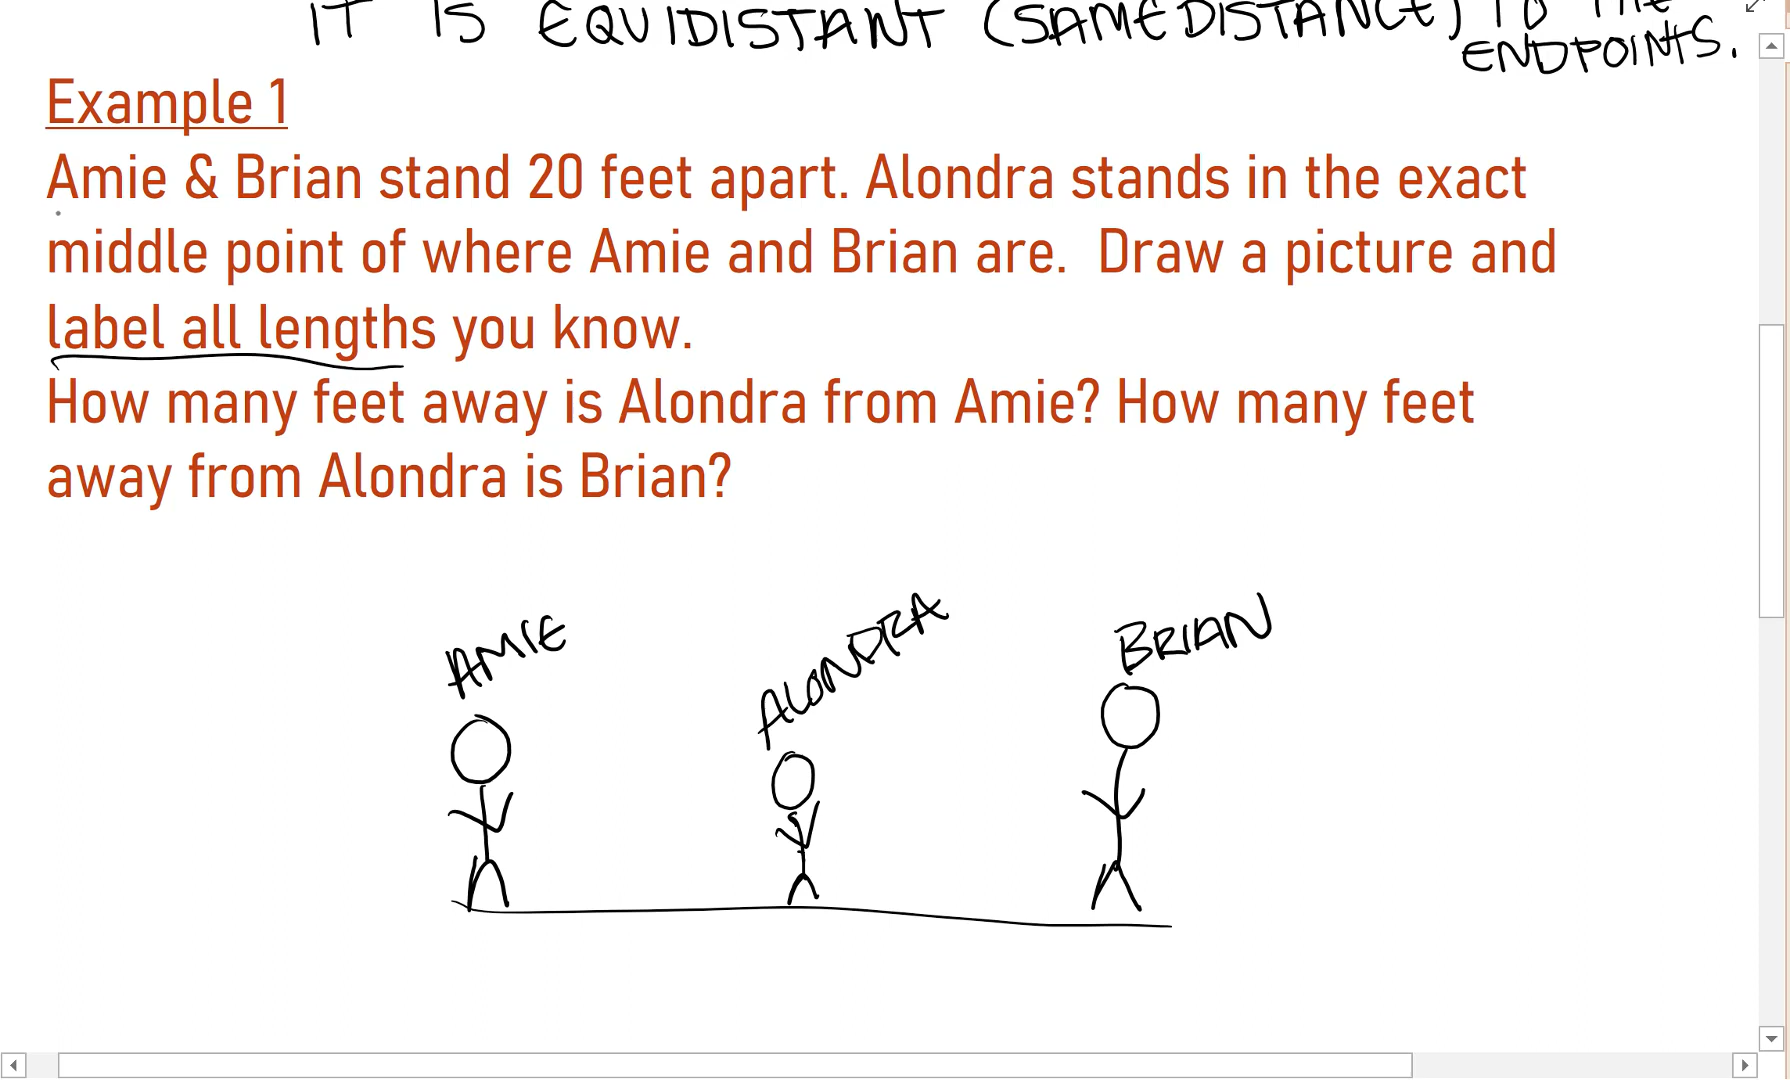 IT IS EQUIDISTANT (SAME DISTANCE) TO THE
ENDPOINTS.
Example 1
Amie & Brian stand 20 feet apart. Alondra stands in the exact
middle point of where Amie and Brian are. Draw a picture and
label all lengths you know.
How many feet away is Alondra from Amie? How many feet
away from Alondra is Brian?
AMIE
ALONDRA
BRIAN